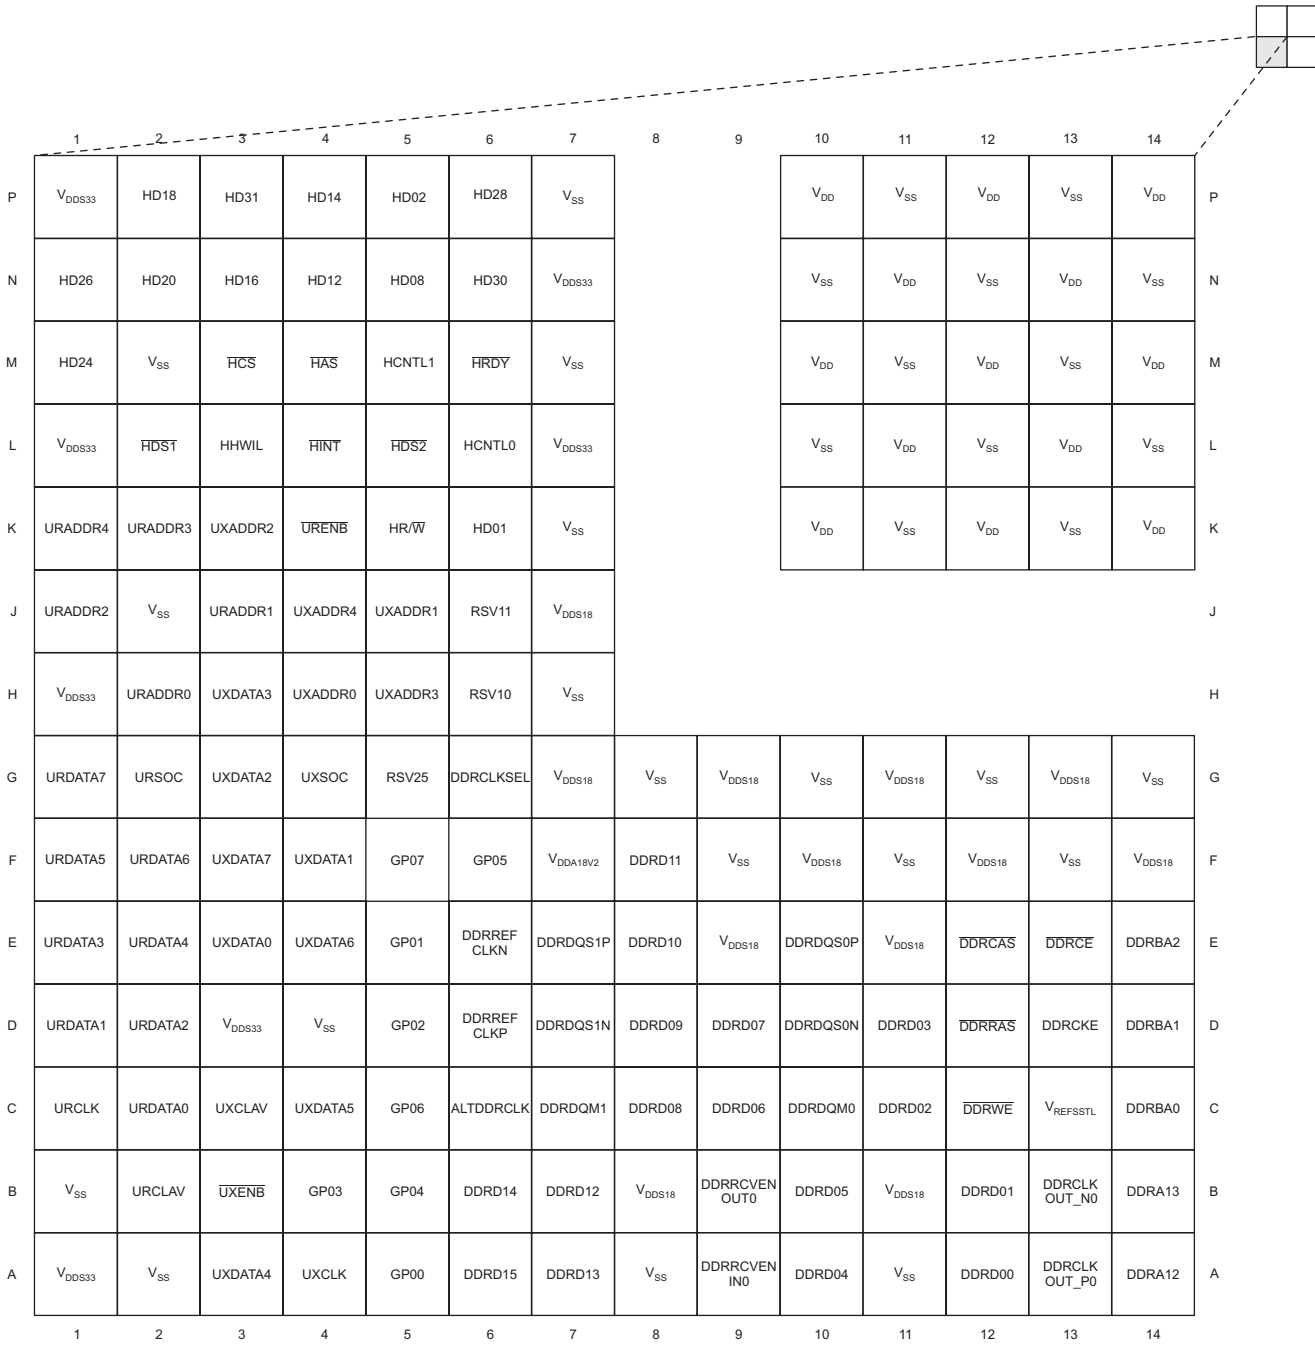 1 2 3 4 5 6 7 8 9 10 11 12 13 14
P VDDS33 HD18 HD31 HD14 HD02 HD28 VSS VDD VSS VDD VSS VDD P
N HD26 HD20 HD16 HD12 HD08 HD30 VDDS33 VSS VDD VSS VDD VSS N
M HD24 VSS HCS HAS HCNTL1 HRDY VSS VDD VSS VDD VSS VDD M
L VDDS33 HDS1 HHWIL HINT HDS2 HCNTL0 VDDS33 VSS VDD VSS VDD VSS L
K URADDR4 URADDR3 UXADDR2 URENB HR/W HD01 VSS VDD VSS VDD VSS VDD K
J URADDR2 VSS URADDR1 UXADDR4 UXADDR1 RSV11 VDDS18 J
H VDDS33 URADDR0 UXDATA3 UXADDR0 UXADDR3 RSV10 VSS H
G URDATA7 URSOC UXDATA2 UXSOC RSV25 DDRCLKSEL VDDS18 VSS VDDS18 VSS VDDS18 VSS VDDS18 VSS G
F URDATA5 URDATA6 UXDATA7 UXDATA1 GP07 GP05 VDDA18V2 DDRD11 VSS VDDS18 VSS VDDS18 VSS VDDS18 F
E URDATA3 URDATA4 UXDATA0 UXDATA6 GP01 DDRREF CLKN DDRDQS1P DDRD10 VDDS18 DDRDQS0P VDDS18 DDRCAS DDRCE DDRBA2 E
D URDATA1 URDATA2 VDDS33 VSS GP02 DDRREF CLKP DDRDQS1N DDRD09 DDRD07 DDRDQS0N DDRD03 DDRRAS DDRCKE DDRBA1 D
C URCLK URDATA0 UXCLAV UXDATA5 GP06 ALTDDRCLK DDRDQM1 DDRD08 DDRD06 DDRDQM0 DDRD02 DDRWE VREFSSTL DDRBA0 C
B VSS URCLAV UXENB GP03 GP04 DDRD14 DDRD12 VDDS18 DDRRCVEN OUT0 DDRD05 VDDS18 DDRD01 DDRCLK OUT_N0 DDRA13 B
A VDDS33 VSS UXDATA4 UXCLK GP00 DDRD15 DDRD13 VSS DDRRCVEN IN0 DDRD04 VSS DDRD00 DDRCLK OUT_P0 DDRA12 A
1 2 3 4 5 6 7 8 9 10 11 12 13 14